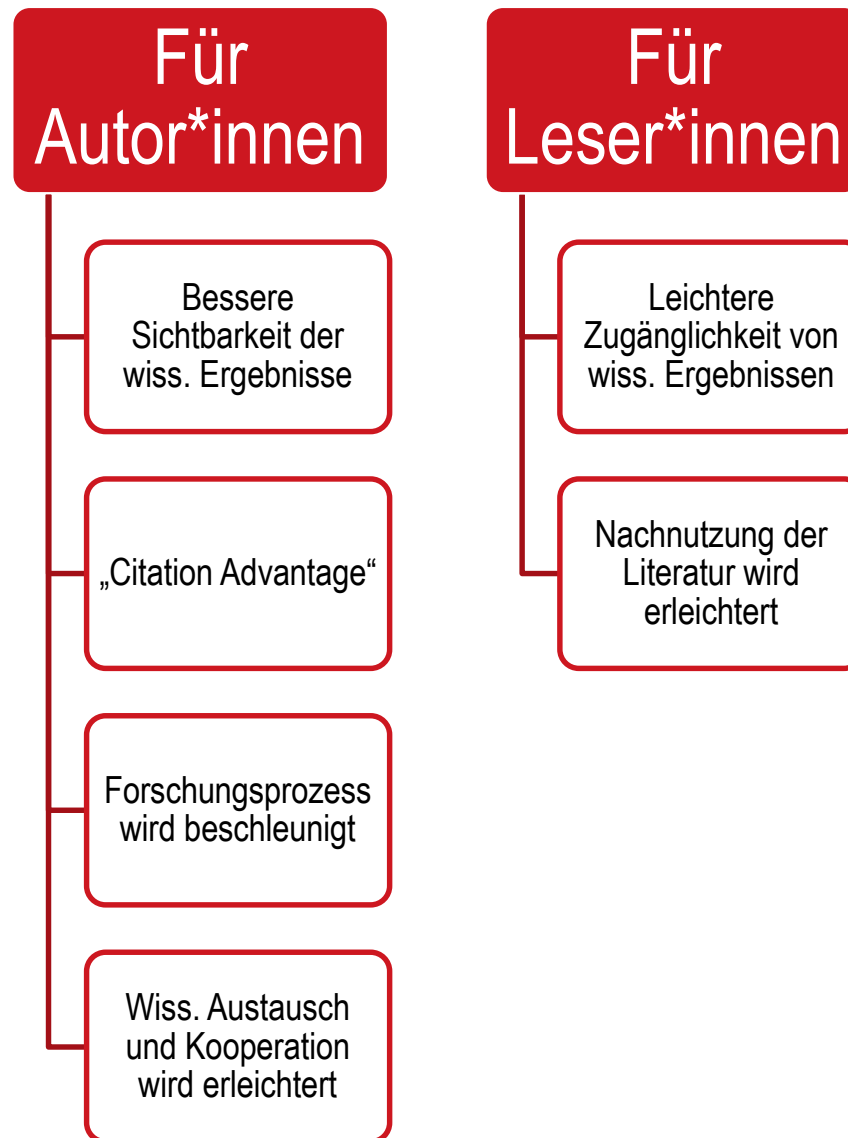 Für
Autor*innen
Bessere
Sichtbarkeit der
wiss. Ergebnisse
„Citation Advantage“
Forschungsprozess
wird beschleunigt
Wiss. Austausch
und Kooperation
wird erleichtert
Für
Leser*innen
Leichtere
Zugänglichkeit von
wiss. Ergebnissen
Nachnutzung der
Literatur wird
erleichtert